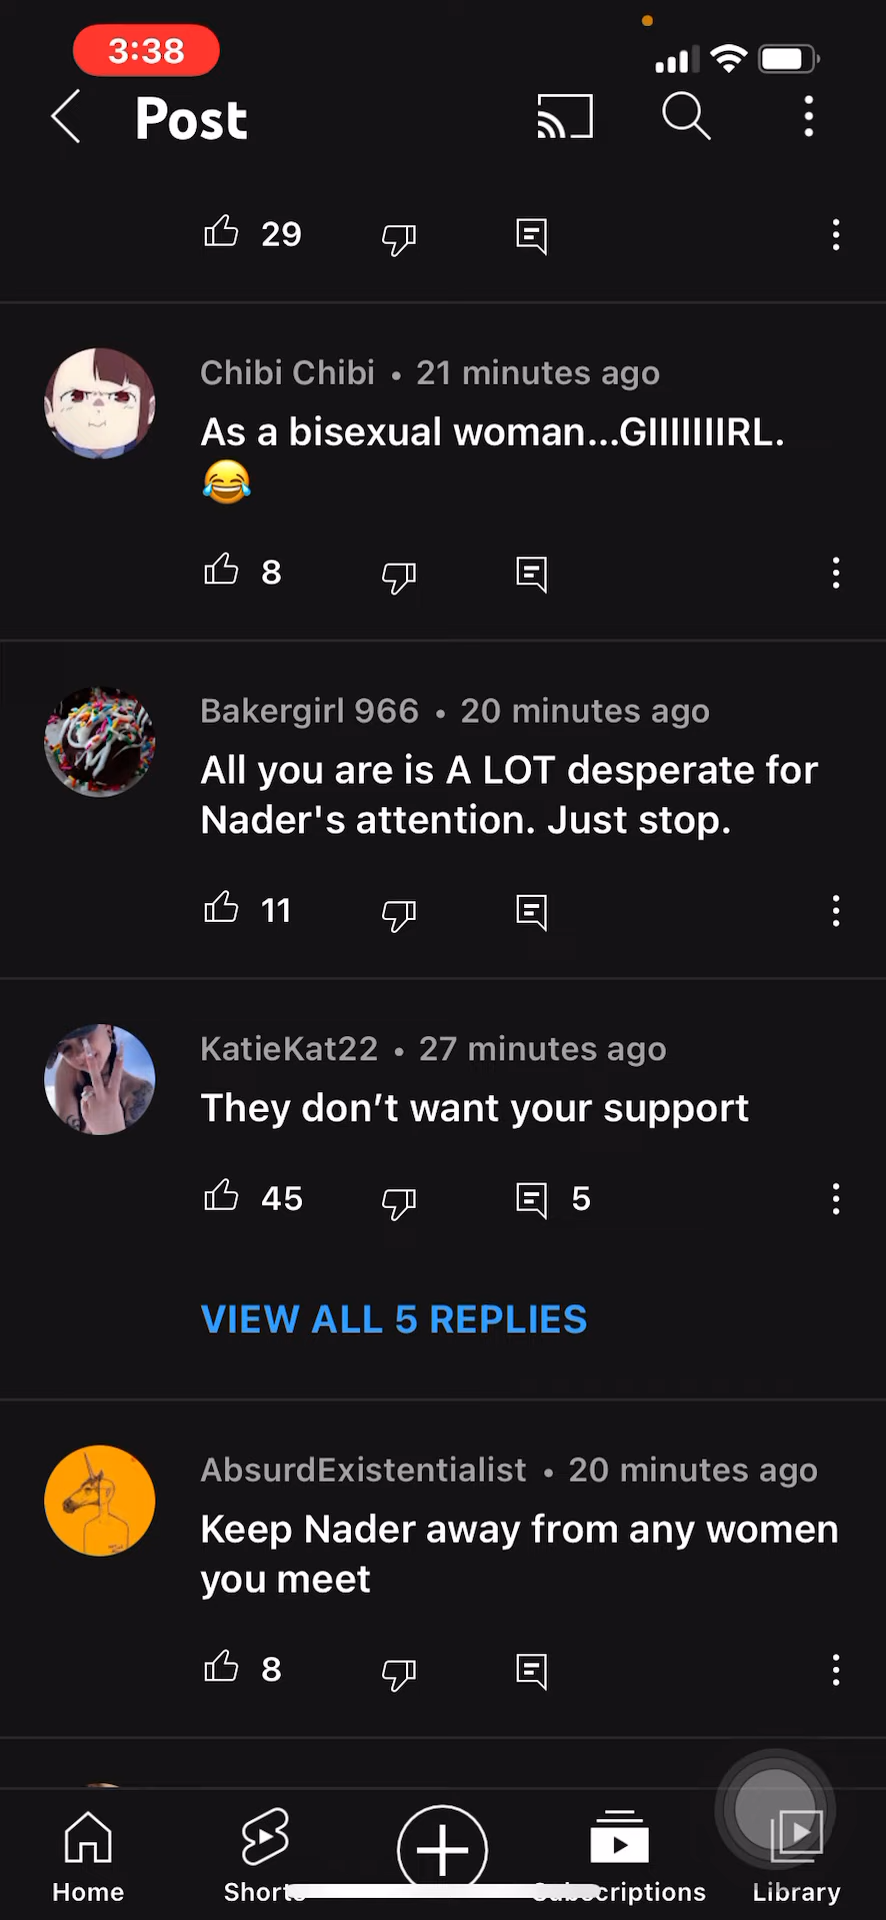 3:38
Post
29
Chibi Chibi • 21 minutes ago
As a bisexual woman...GIIIIIIIRL.
😂
8
Bakergirl 966 • 20 minutes ago
All you are is A LOT desperate for
Nader's attention. Just stop.
11
KatieKat22 • 27 minutes ago
They don’t want your support
45 5
VIEW ALL 5 REPLIES
AbsurdExistentialist • 20 minutes ago
Keep Nader away from any women
you meet
8
Home Shorts Subscriptions Library